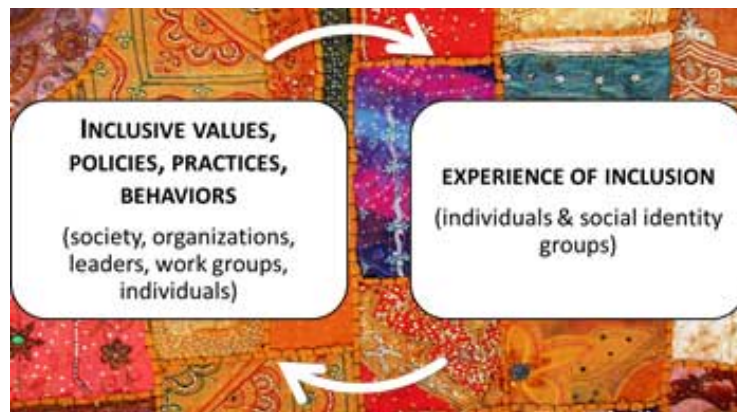 INCLUSIVE VALUES,
POLICIES, PRACTICES,
BEHAVIORS
(society, organizations,
leaders, work groups,
individuals)
EXPERIENCE OF INCLUSION
(individuals & social identity
groups)